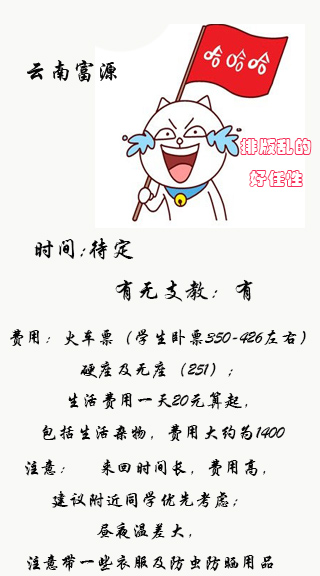 云南富源
哈哈哈
排版乱的
好任性
时间:待定
有无支教：有
费用：火车票（学生卧票350-426左右）
硬座及无座（251）；
生活费用一天20元算起，
包括生活杂物，费用大约为1400
注意：来回时间长，费用高，
建议附近同学优先考虑；
昼夜温差大，
注意带一些衣服及防虫防晒用品